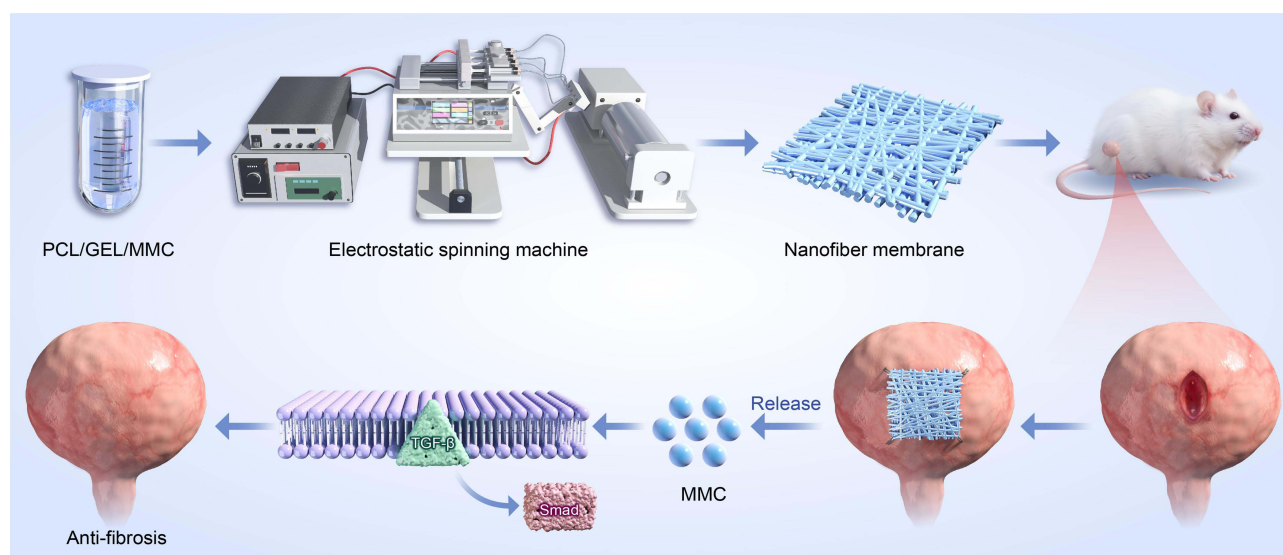 PCL/GEL/MMC
Electrostatic spinning machine
Nanofiber membrane
Release
MMC
TGF-β
Smad
Anti-fibrosis